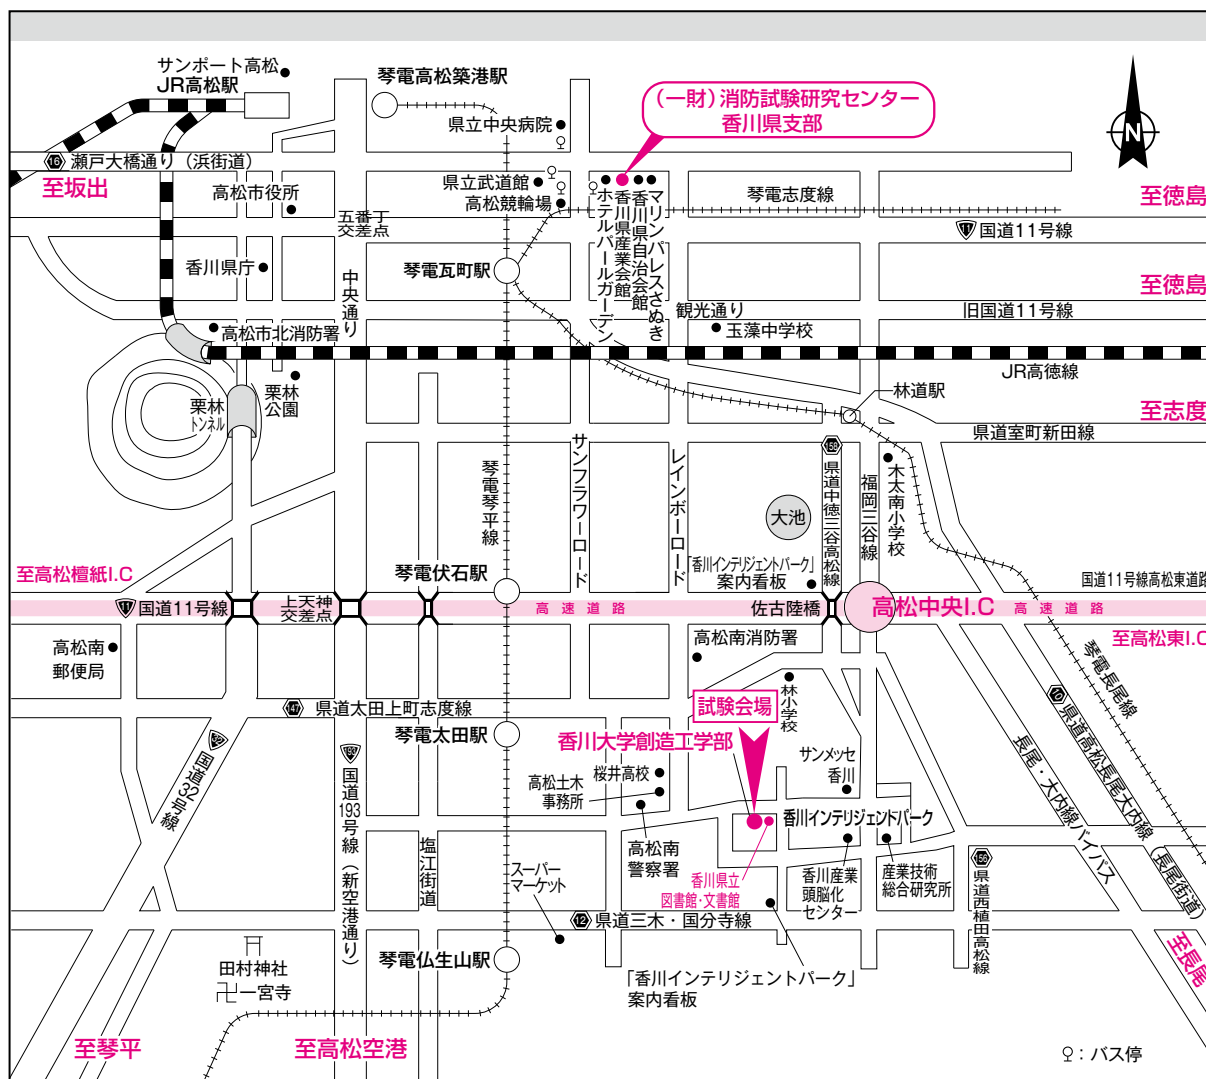 サンポート高松
JR高松駅
琴電高松築港駅
(一財)消防試験研究センター
香川県支部
県立中央病院
N
16 瀬戸大橋通り(浜街道)
至坂出
高松市役所
県立武道館
高松競輪場
五番丁
交差点
琴電志度線
至徳島
11 国道11号線
ホテルパールガーデン
香川県産業会館
香川県自治会館
マリンパレスさぬき
香川県庁
中央通り
琴電瓦町駅
至徳島
観光通り
旧国道11号線
高松市北消防署
玉藻中学校
JR高徳線
栗林
公園
栗林
トンネル
林道駅
至志度
県道室町新田線
琴電琴平線
サンフラワーロード
レインボーロード
158
県道中徳三谷高松線
福岡三谷線
木太南小学校
大池
至高松檀紙I.C
琴電伏石駅
「香川インテリジェントパーク」
案内看板
国道11号線高松東道路
11 国道11号線
上天神
交差点
高速道路
佐古陸橋
高松中央I.C
高速道路
高松南
郵便局
高松南消防署
至高松東I.C
林小学校
琴電長尾線
147 県道太田上町志度線
試験会場
10 県道高松長尾大内線(長尾街道)
長尾・大内線バイパス
32 国道32号線
193
国道193号線(新空港通り)
琴電太田駅
香川大学創造工学部
サンメッセ
香川
桜井高校
高松土木
事務所
香川インテリジェンドパーク
塩江街道
高松南
警察署
スーパー
マーケット
香川県立
図書館・文書館
香川産業
頭脳化
センター
産業技術
総合研究所
156
県道西植田高松線
12 県道三木・国分寺線
田村神社
卍一宮寺
琴電仏生山駅
「香川インテリジェントパーク」
案内看板
至長尾
至琴平
至高松空港
：バス停